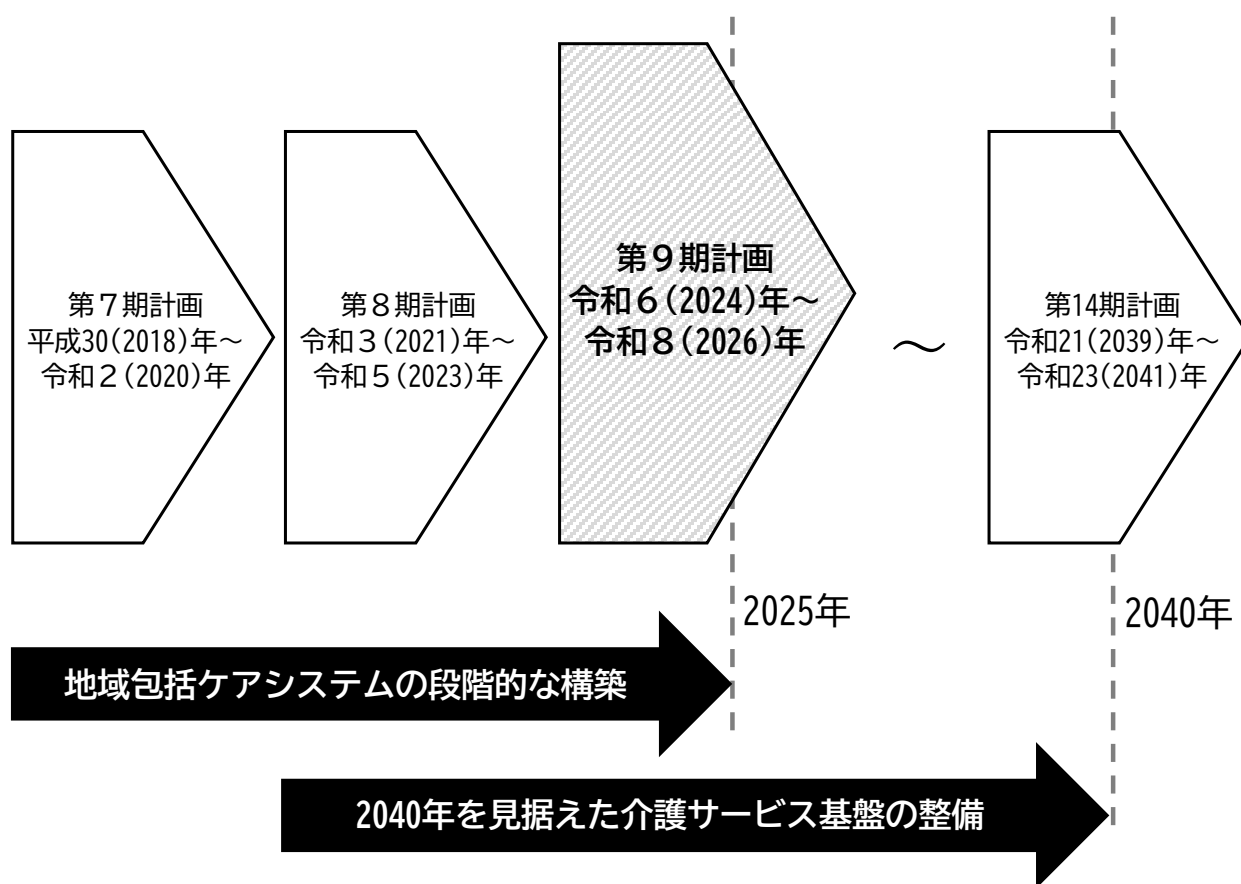 第７期計画
平成30(2018)年～
令和２(2020)年
第８期計画
令和３(2021)年～
令和５(2023)年
第９期計画
令和６(2024)年～
令和８(2026)年
～
第14期計画
令和21(2039)年～
令和23(2041)年
2025年
2040年
地域包括ケアシステムの段階的な構築
2040年を見据えた介護サービス基盤の整備